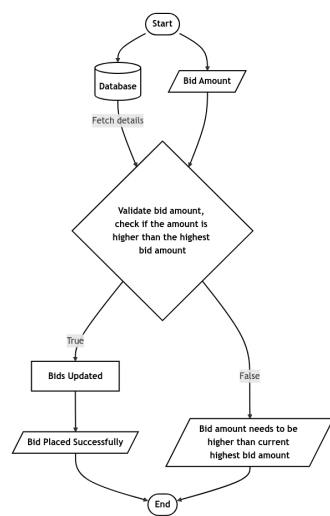 Start
Database
Bid Amount
Fetch details
Validate bid amount,
check if the amount is
higher than the highest
bid amount
True
False
Bids Updated
Bid Placed Successfully
Bid amount needs to be
higher than current
highest bid amount
End